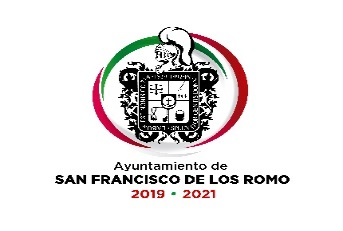 Ayuntamiento de
SAN FRANCISCO DE LOS ROMO
2019 • 2021